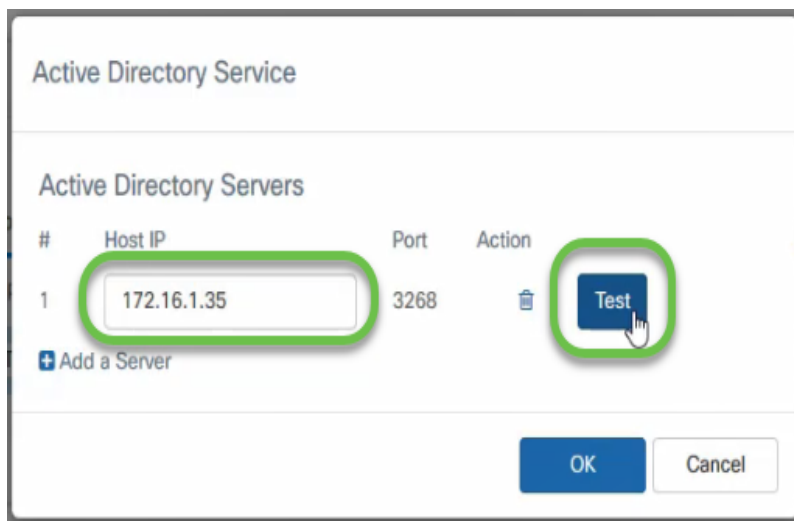 Active Directory Service
Active Directory Servers
# Host IP Port Action
1 172.16.1.35 3268 Test
Add a Server
OK Cancel